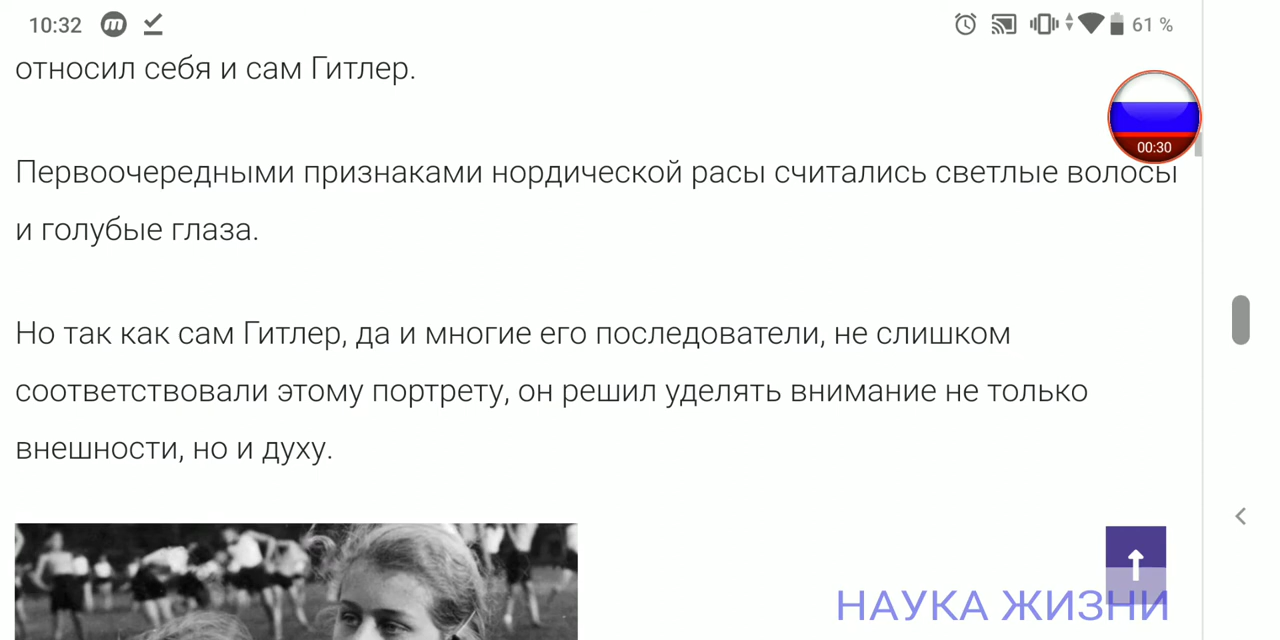 10:32
61 %
относил себя и сам Гитлер.
00:30
Первоочередными признаками нордической расы считались светлые волосы
и голубые глаза.
Но так как сам Гитлер, да и многие его последователи, не слишком
соответствовали этому портрету, он решил уделять внимание не только
внешности, но и духу.
НАУКА ЖИЗНИ